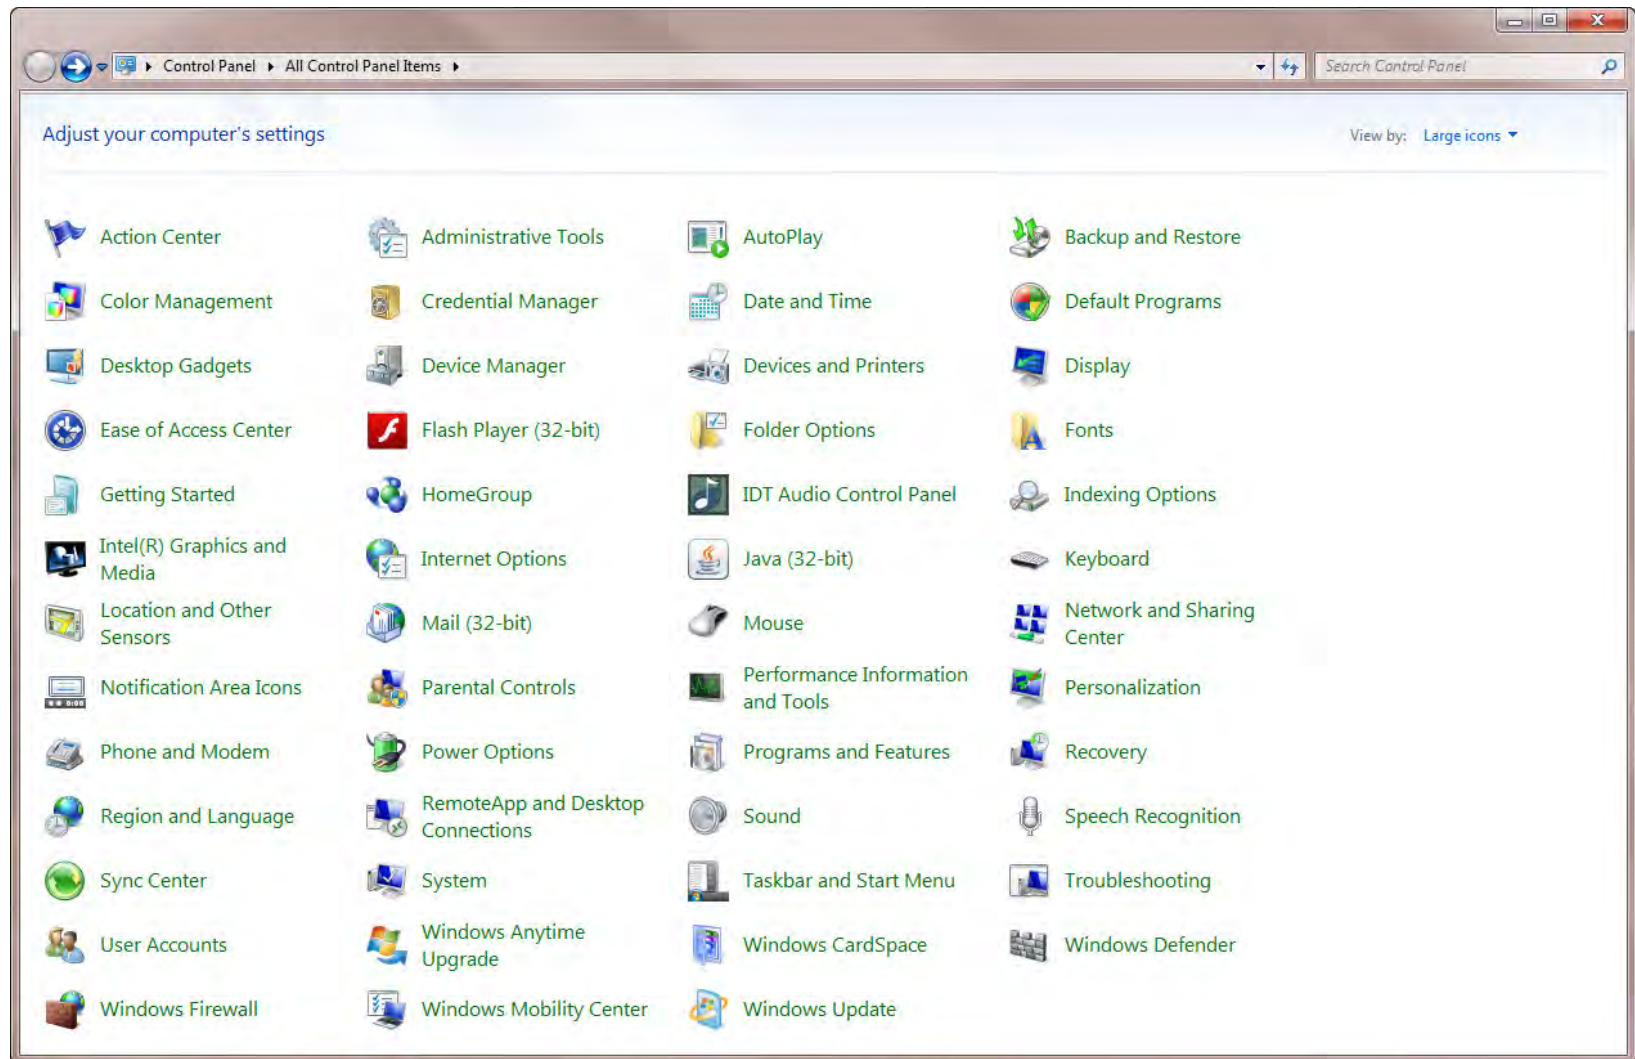 Control Panel ▸ All Control Panel Items ▸
Search Control Panel
Adjust your computer's settings
View by: Large icons
Action Center
Administrative Tools
AutoPlay
Backup and Restore
Color Management
Credential Manager
Date and Time
Default Programs
Desktop Gadgets
Device Manager
Devices and Printers
Display
Ease of Access Center
Flash Player (32-bit)
Folder Options
Fonts
Getting Started
HomeGroup
IDT Audio Control Panel
Indexing Options
Intel(R) Graphics and
Media
Internet Options
Java (32-bit)
Keyboard
Location and Other
Sensors
Mail (32-bit)
Mouse
Network and Sharing
Center
Notification Area Icons
Parental Controls
Performance Information
and Tools
Personalization
Phone and Modem
Power Options
Programs and Features
Recovery
Region and Language
RemoteApp and Desktop
Connections
Sound
Speech Recognition
Sync Center
System
Taskbar and Start Menu
Troubleshooting
User Accounts
Windows Anytime
Upgrade
Windows CardSpace
Windows Defender
Windows Firewall
Windows Mobility Center
Windows Update